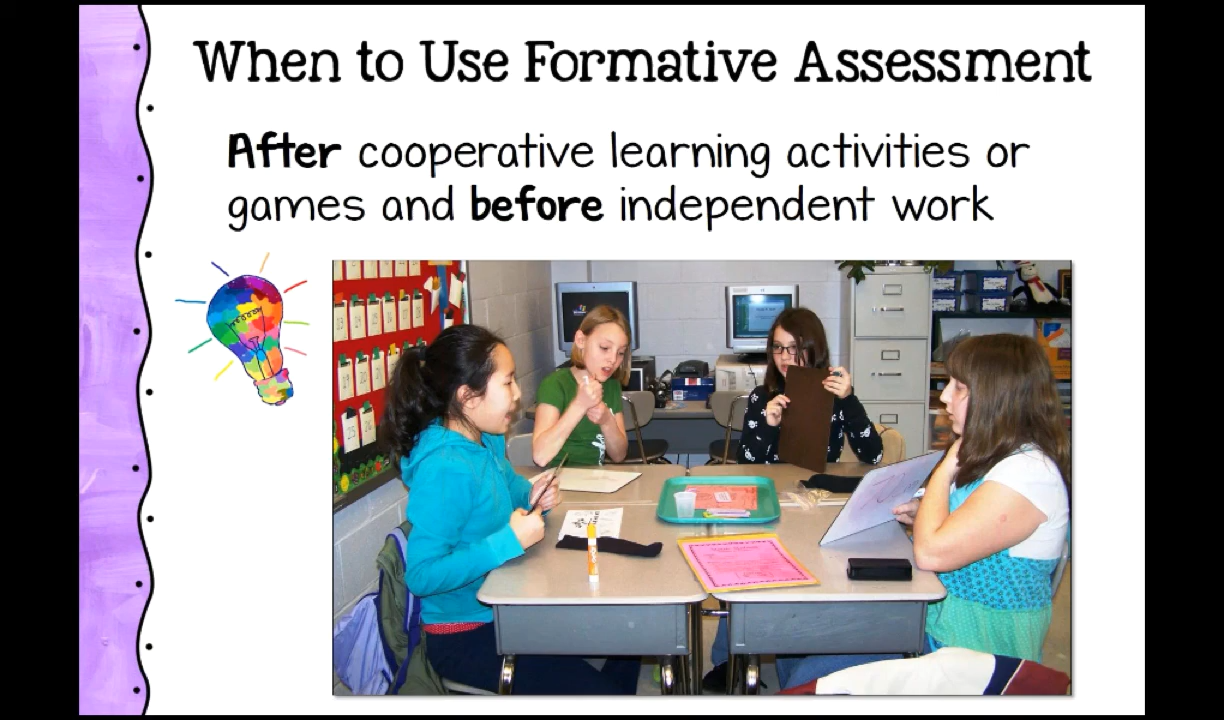 When to Use Formative Assessment
After cooperative learning activities or
games and before independent work